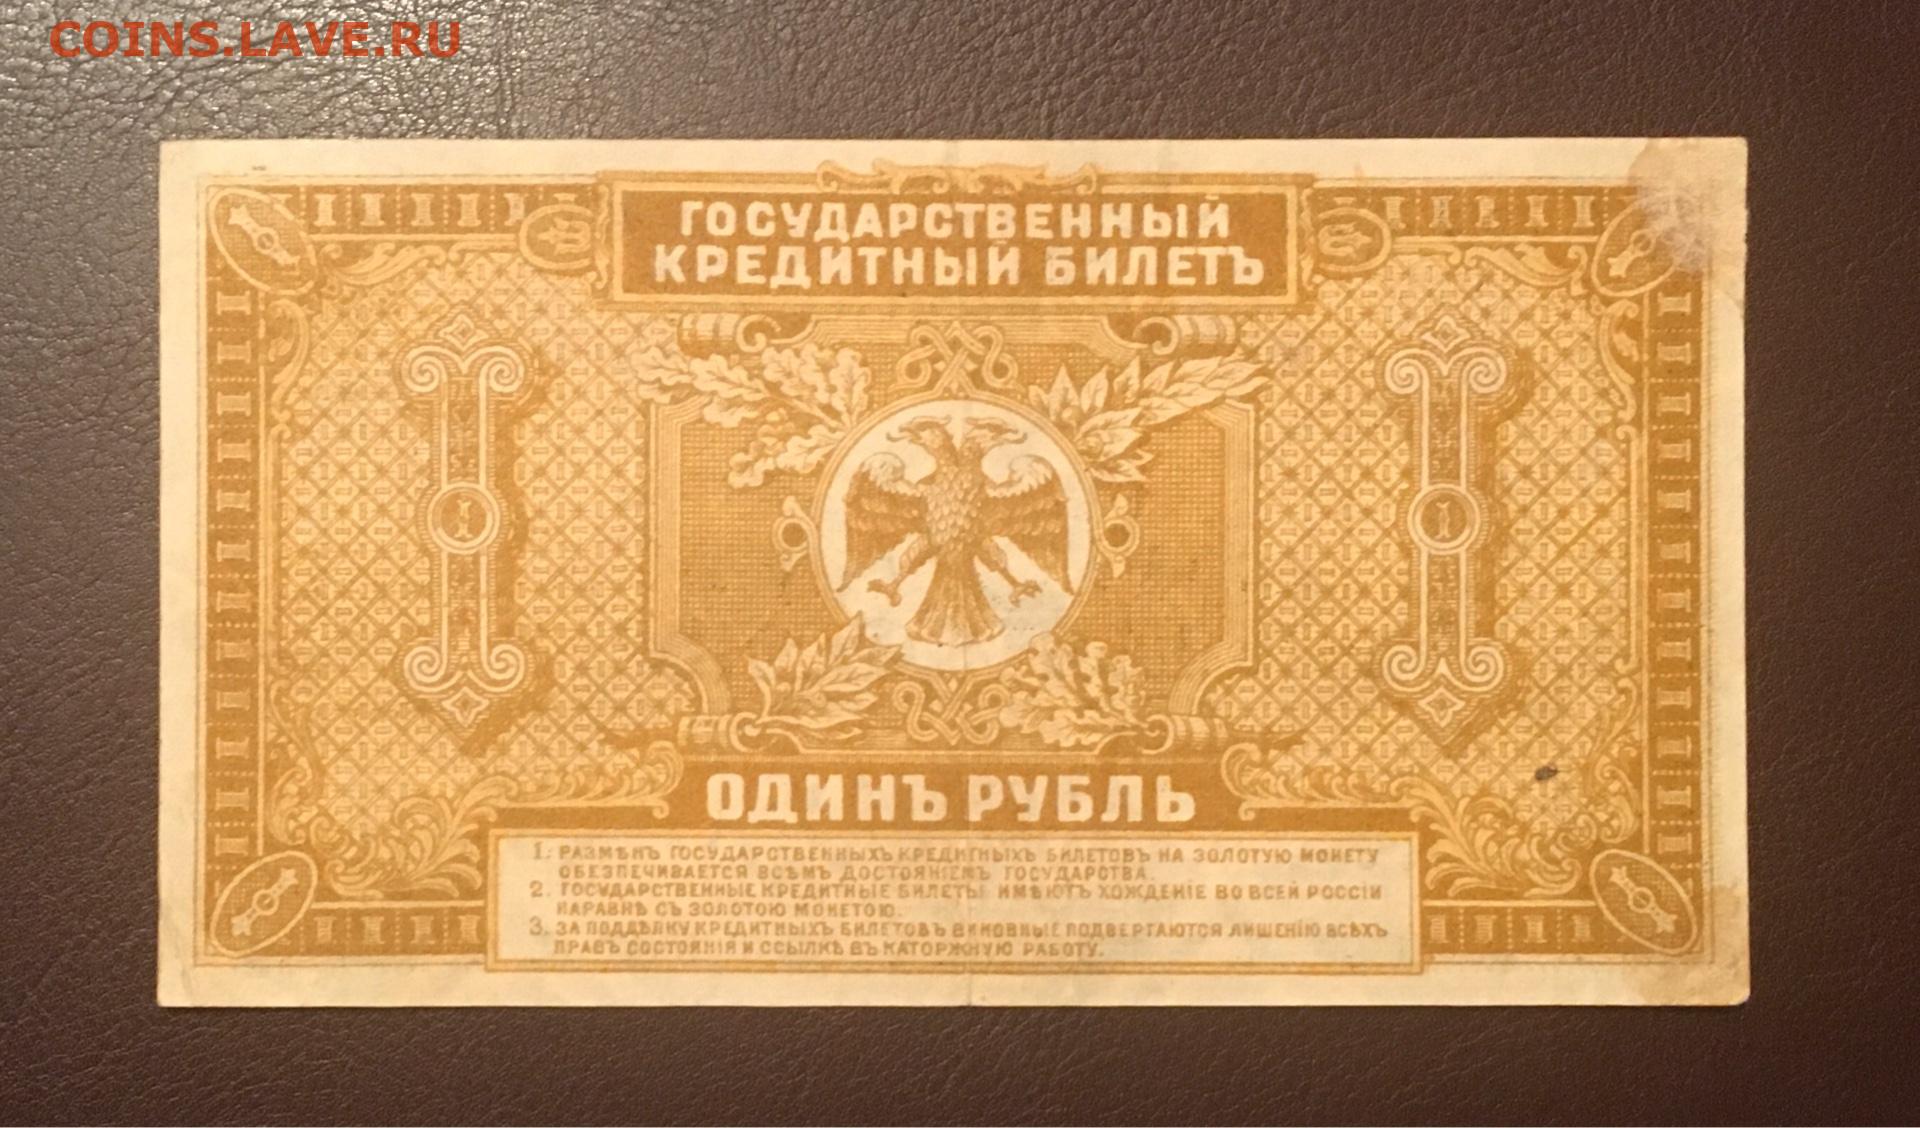 COINS.LAVE.RU
ГОСУДАРСТВЕННЫЙ
КРЕДИТНЫЙ БИЛЕТЪ
1
1
ОДИНЪ РУБЛЬ
1. РАЗМѢНЪ ГОСУДАРСТВЕННЫХЪ КРЕДИТНЫХЪ БИЛЕТОВЪ НА ЗОЛОТУЮ МОНЕТУ
ОБЕЗПЕЧИВАЕТСЯ ВСѢМЪ ДОСТОЯНІЕМЪ ГОСУДАРСТВА.
2. ГОСУДАРСТВЕННЫЕ КРЕДИТНЫЕ БИЛЕТЫ ИМѢЮТЪ ХОЖДЕНІЕ ВО ВСЕЙ РОССІИ
НАРАВНѢ СЪ ЗОЛОТОЮ МОНЕТОЮ.
3. ЗА ПОДДѢЛКУ КРЕДИТНЫХЪ БИЛЕТОВЪ ВИНОВНЫЕ ПОДВЕРГАЮТСЯ ЛИШЕНІЮ ВСѢХЪ
ПРАВЪ СОСТОЯНІЯ И ССЫЛКѢ ВЪ КАТОРЖНУЮ РАБОТУ.